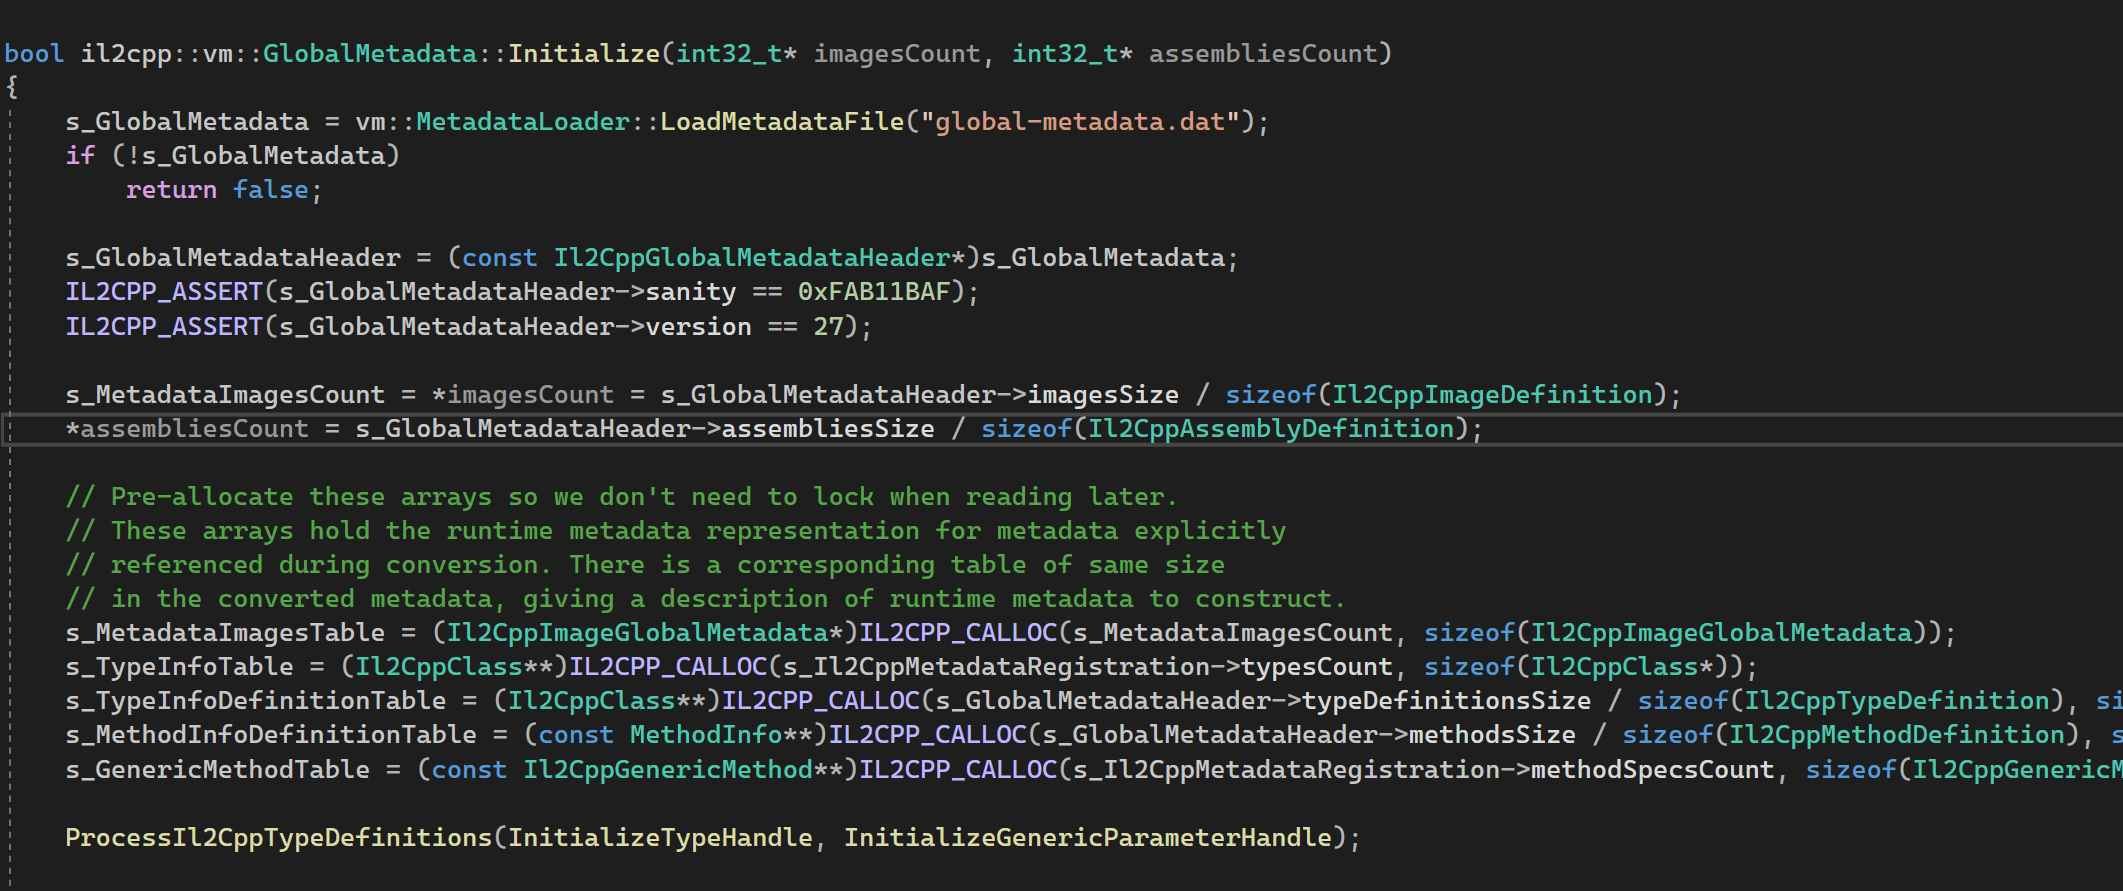 bool il2cpp::vm::GlobalMetadata::Initialize(int32_t* imagesCount, int32_t* assembliesCount)
{
s_GlobalMetadata = vm::MetadataLoader::LoadMetadataFile("global-metadata.dat");
if (!s_GlobalMetadata)
return false;
s_GlobalMetadataHeader = (const Il2CppGlobalMetadataHeader*)s_GlobalMetadata;
IL2CPP_ASSERT(s_GlobalMetadataHeader->sanity == 0xFAB11BAF);
IL2CPP_ASSERT(s_GlobalMetadataHeader->version == 27);
s_MetadataImagesCount = *imagesCount = s_GlobalMetadataHeader->imagesSize / sizeof(Il2CppImageDefinition);
*assembliesCount = s_GlobalMetadataHeader->assembliesSize / sizeof(Il2CppAssemblyDefinition);
// Pre-allocate these arrays so we don't need to lock when reading later.
// These arrays hold the runtime metadata representation for metadata explicitly
// referenced during conversion. There is a corresponding table of same size
// in the converted metadata, giving a description of runtime metadata to construct.
s_MetadataImagesTable = (Il2CppImageGlobalMetadata*)IL2CPP_CALLOC(s_MetadataImagesCount, sizeof(Il2CppImageGlobalMetadata));
s_TypeInfoTable = (Il2CppClass**)IL2CPP_CALLOC(s_Il2CppMetadataRegistration->typesCount, sizeof(Il2CppClass*));
s_TypeInfoDefinitionTable = (Il2CppClass**)IL2CPP_CALLOC(s_GlobalMetadataHeader->typeDefinitionsSize / sizeof(Il2CppTypeDefinition), si
s_MethodInfoDefinitionTable = (const MethodInfo**)IL2CPP_CALLOC(s_GlobalMetadataHeader->methodsSize / sizeof(Il2CppMethodDefinition), s
s_GenericMethodTable = (const Il2CppGenericMethod**)IL2CPP_CALLOC(s_Il2CppMetadataRegistration->methodSpecsCount, sizeof(Il2CppGenericM
ProcessIl2CppTypeDefinitions(InitializeTypeHandle, InitializeGenericParameterHandle);